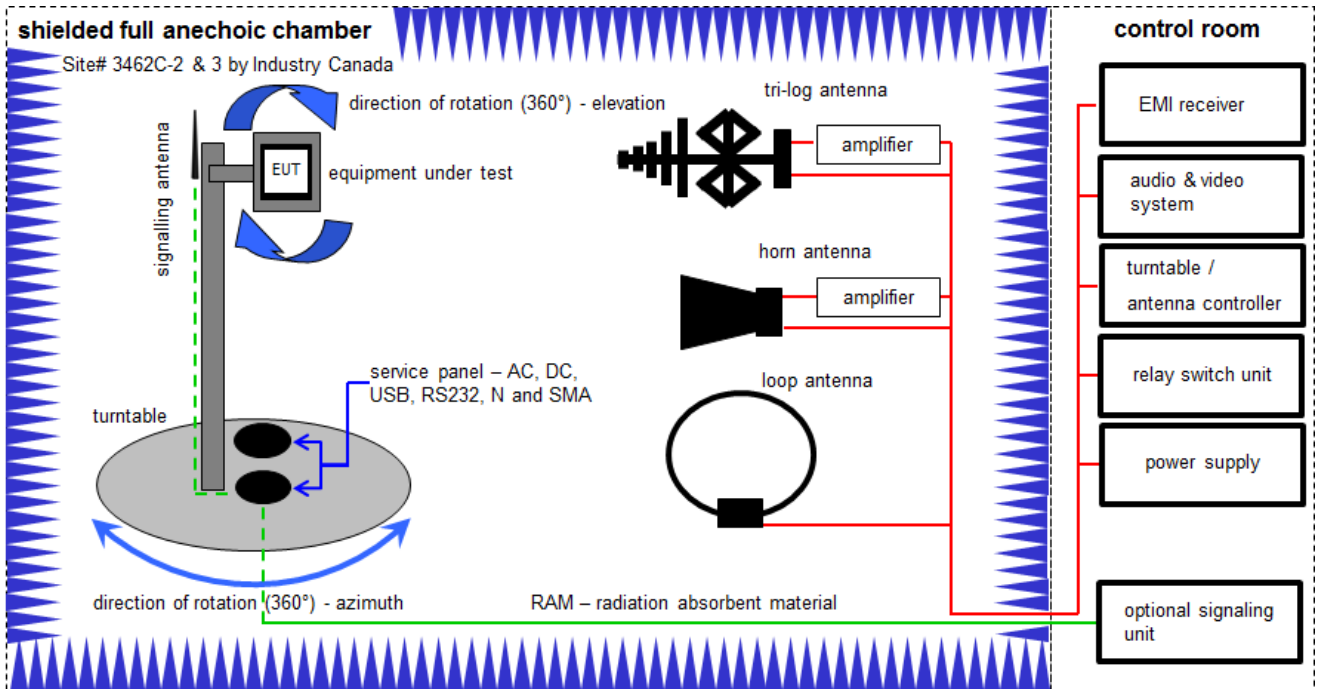 shielded full anechoic chamber
Site# 3462C-2 & 3 by Industry Canada
direction of rotation (360°) - elevation
signalling antenna
EUT
equipment under test
service panel – AC, DC,
USB, RS232, N and SMA
turntable
direction of rotation (360°) - azimuth
tri-log antenna
amplifier
horn antenna
amplifier
loop antenna
RAM – radiation absorbent material
control room
EMI receiver
audio & video
system
turntable /
antenna controller
relay switch unit
power supply
optional signaling
unit